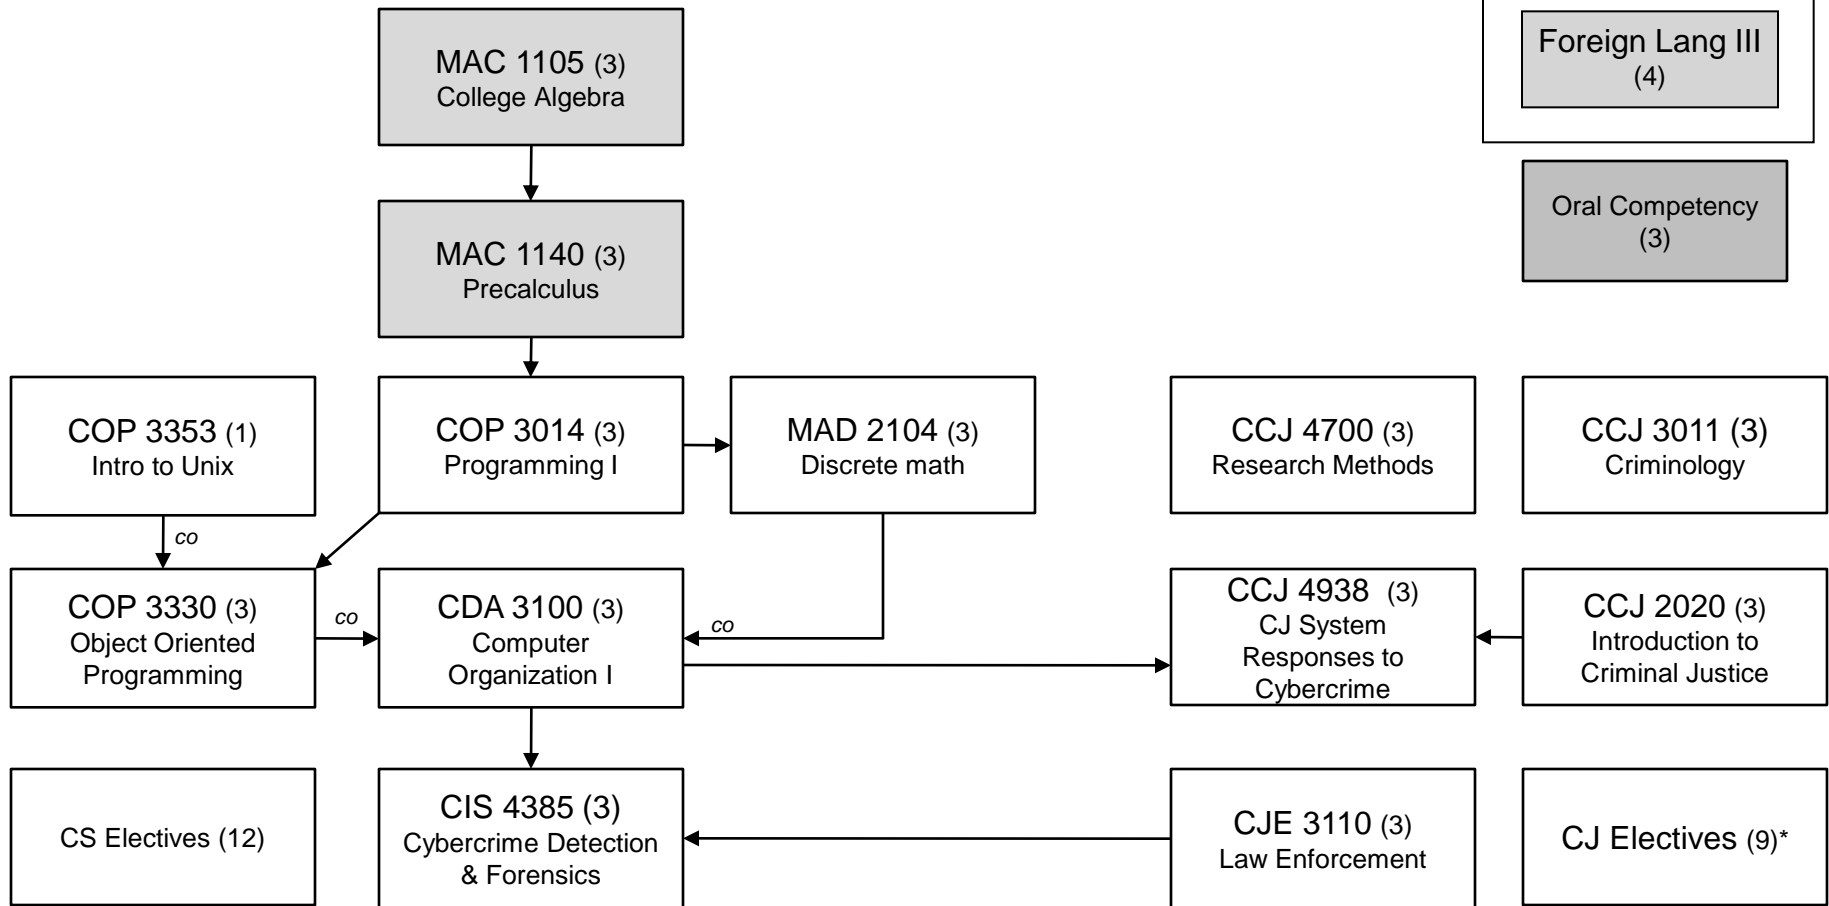 MAC 1105 (3)
College Algebra
Foreign Lang III
(4)
MAC 1140 (3)
Precalculus
Oral Competency
(3)
COP 3353 (1)
Intro to Unix
COP 3014 (3)
Programming I
MAD 2104 (3)
Discrete math
CCJ 4700 (3)
Research Methods
CCJ 3011 (3)
Criminology
co
COP 3330 (3)
Object Oriented
Programming
co
CDA 3100 (3)
Computer
Organization I
co
CCJ 4938 (3)
CJ System
Responses to
Cybercrime
CCJ 2020 (3)
Introduction to
Criminal Justice
CS Electives (12)
CIS 4385 (3)
Cybercrime Detection
& Forensics
CJE 3110 (3)
Law Enforcement
CJ Electives (9)*